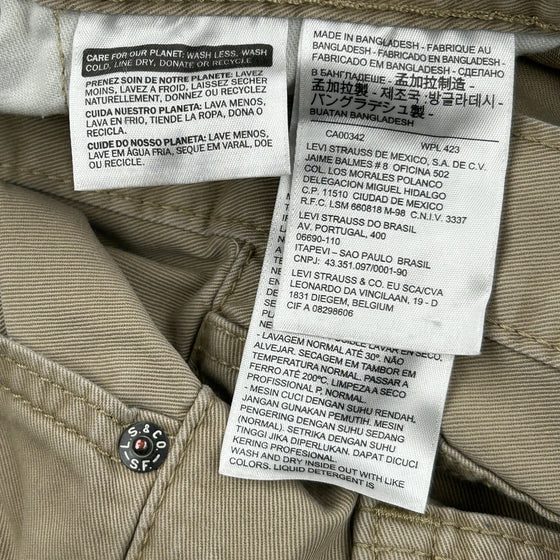 CARE FOR OUR PLANET: WASH LESS, WASH
COLD, LINE DRY, DONATE OR RECYCLE
PRENEZ SOIN DE NOTRE PLANETE: LAVEZ
MOINS, LAVEZ A FROID, LAISSEZ SECHER
NATURELLEMENT, DONNEZ OU RECYCLEZ
CUIDA NUESTRO PLANETA: LAVA MENOS,
LAVA EN FRIO, TIENDE LA ROPA, DONA O
RECICLA
CUIDE DO NOSSO PLANETA: LAVE MENOS,
LAVE EM ÁGUA FRIA, SEQUE EM VARAL, DOE
OU RECICLE
MADE IN BANGLADESH - FABRIQUE AU
BANGLADESH - FABRICADO EN BANGLADESH -
FABRICADO EM BANGLADESH - СДЕЛАНО
В БАНГЛАДЕШЕ - 孟加拉制造 -
孟加拉製 - 제조국: 방글라데시 -
バングラデシュ製 -
BUATAN BANGLADESH
CA00342 WPL 423
LEVI STRAUSS DE MEXICO, S.A. DE C.V.
JAIME BALMES # 8 OFICINA 502
COL. LOS MORALES POLANCO
DELEGACION MIGUEL HIDALGO
C.P. 11510 CIUDAD DE MEXICO
R.F.C. LSM 660818 M-98 C.N.I.V. 3337
LEVI STRAUSS DO BRASIL
AV. PORTUGAL, 400
06690-110
ITAPEVI – SAO PAULO BRASIL
CNPJ: 43.351.097/0001-90
LEVI STRAUSS & CO. EU SCA/CVA
LEONARDO DA VINCILAAN, 19 - D
1831 DIEGEM, BELGIUM
CIF A 08298606
LAVAR EN SECO,
- LAVAGEM NORMAL ATÉ 30º. NÃO
ALVEJAR. SECAGEM EM TAMBOR EM
TEMPERATURA NORMAL. PASSAR A
FERRO ATÉ 200ºC. LIMPEZA A SECO
- MESIN CUCI DENGAN SUHU RENDAH,
JANGAN GUNAKAN PEMUTIH. MESIN
PENGERING DENGAN SUHU SEDANG
(NORMAL). SETRIKA DENGAN SUHU
TINGGI JIKA DIPERLUKAN. DAPAT DICUCI
KERING. WASH INSIDE OUT WITH LIKE
COLORS. LIQUID DETERGENT IS
L.S.&CO.
S.F.